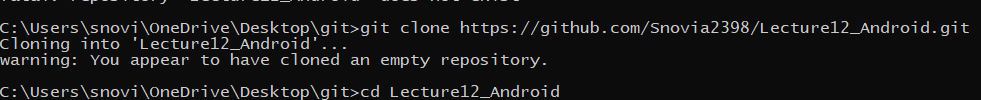 C:\Users\snovi\OneDrive\Desktop\git>git clone https://github.com/Snovia2398/Lecture12_Android.git
Cloning into 'Lecture12_Android'...
warning: You appear to have cloned an empty repository.
C:\Users\snovi\OneDrive\Desktop\git>cd Lecture12_Android